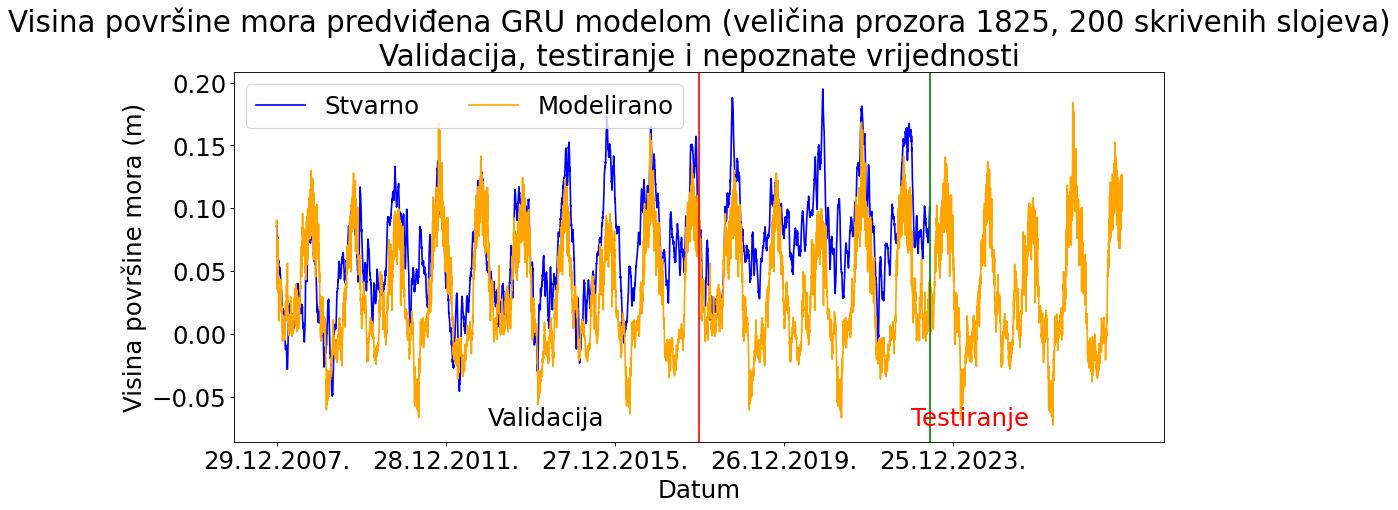 Visina površine mora predviđena GRU modelom (veličina prozora 1825, 200 skrivenih slojeva)
Validacija, testiranje i nepoznate vrijednosti
Stvarno
Modelirano
Visina površine mora (m)
0.20
0.15
0.10
0.05
0.00
−0.05
Validacija
Testiranje
29.12.2007.
28.12.2011.
27.12.2015.
26.12.2019.
25.12.2023.
Datum